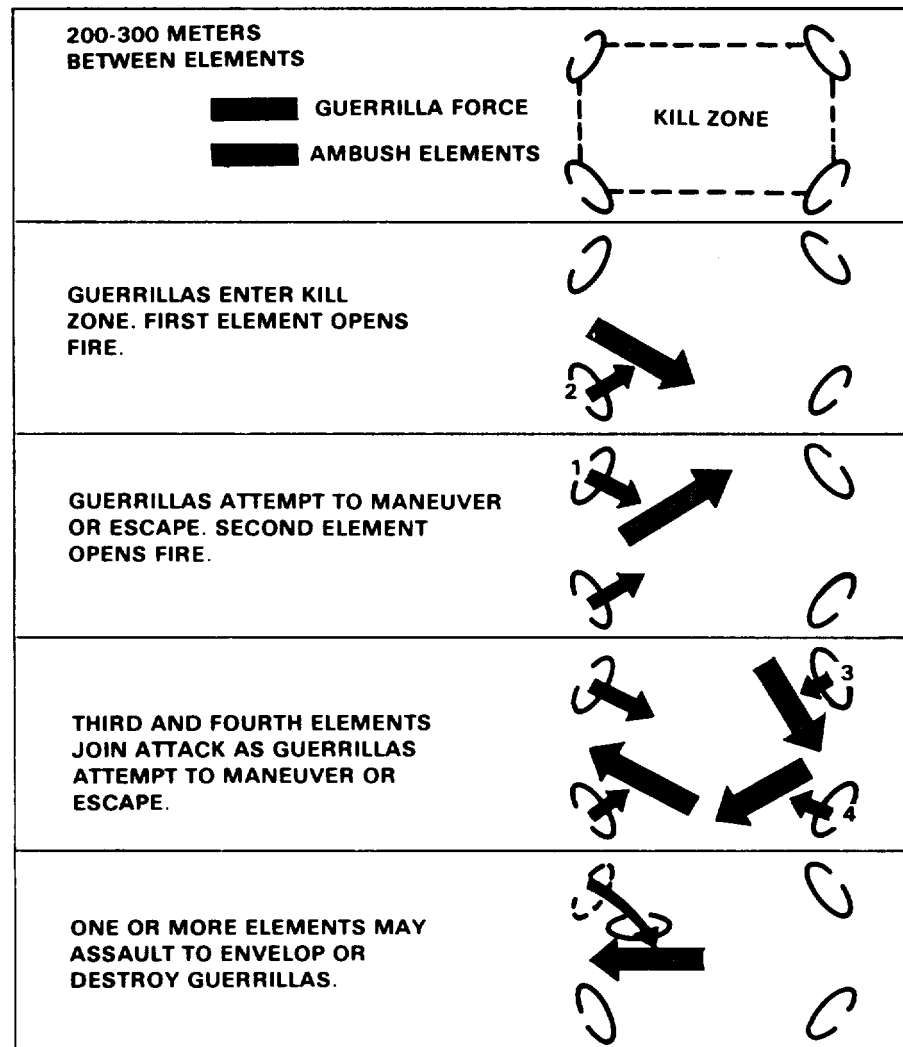 200-300 METERS
BETWEEN ELEMENTS
GUERRILLA FORCE
AMBUSH ELEMENTS
KILL ZONE
GUERRILLAS ENTER KILL
ZONE. FIRST ELEMENT OPENS
FIRE.
2
GUERRILLAS ATTEMPT TO MANEUVER
OR ESCAPE. SECOND ELEMENT
OPENS FIRE.
1
THIRD AND FOURTH ELEMENTS
JOIN ATTACK AS GUERRILLAS
ATTEMPT TO MANEUVER OR
ESCAPE.
3
4
ONE OR MORE ELEMENTS MAY
ASSAULT TO ENVELOP OR
DESTROY GUERRILLAS.